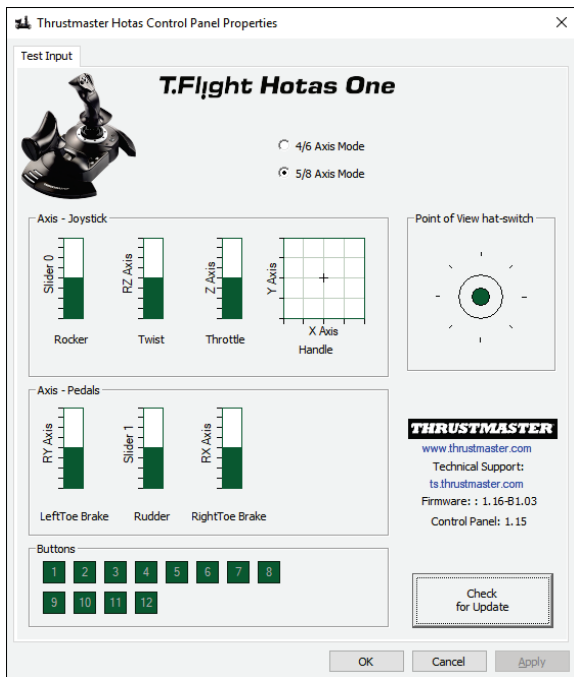 Thrustmaster Hotas Control Panel Properties
Test Input
T.Flight Hotas One
4/6 Axis Mode
5/8 Axis Mode
Axis - Joystick
Slider 0
RZ Axis
Z Axis
Y Axis
X Axis
Rocker
Twist
Throttle
Handle
Point of View hat-switch
Axis - Pedals
RY Axis
Slider 1
RX Axis
LeftToe Brake
Rudder
RightToe Brake
THRUSTMASTER
www.thrustmaster.com
Technical Support:
ts.thrustmaster.com
Firmware: : 1.16-B1.03
Control Panel: 1.15
Buttons
1 2 3 4 5 6 7 8
9 10 11 12
Check
for Update
OK
Cancel
Apply